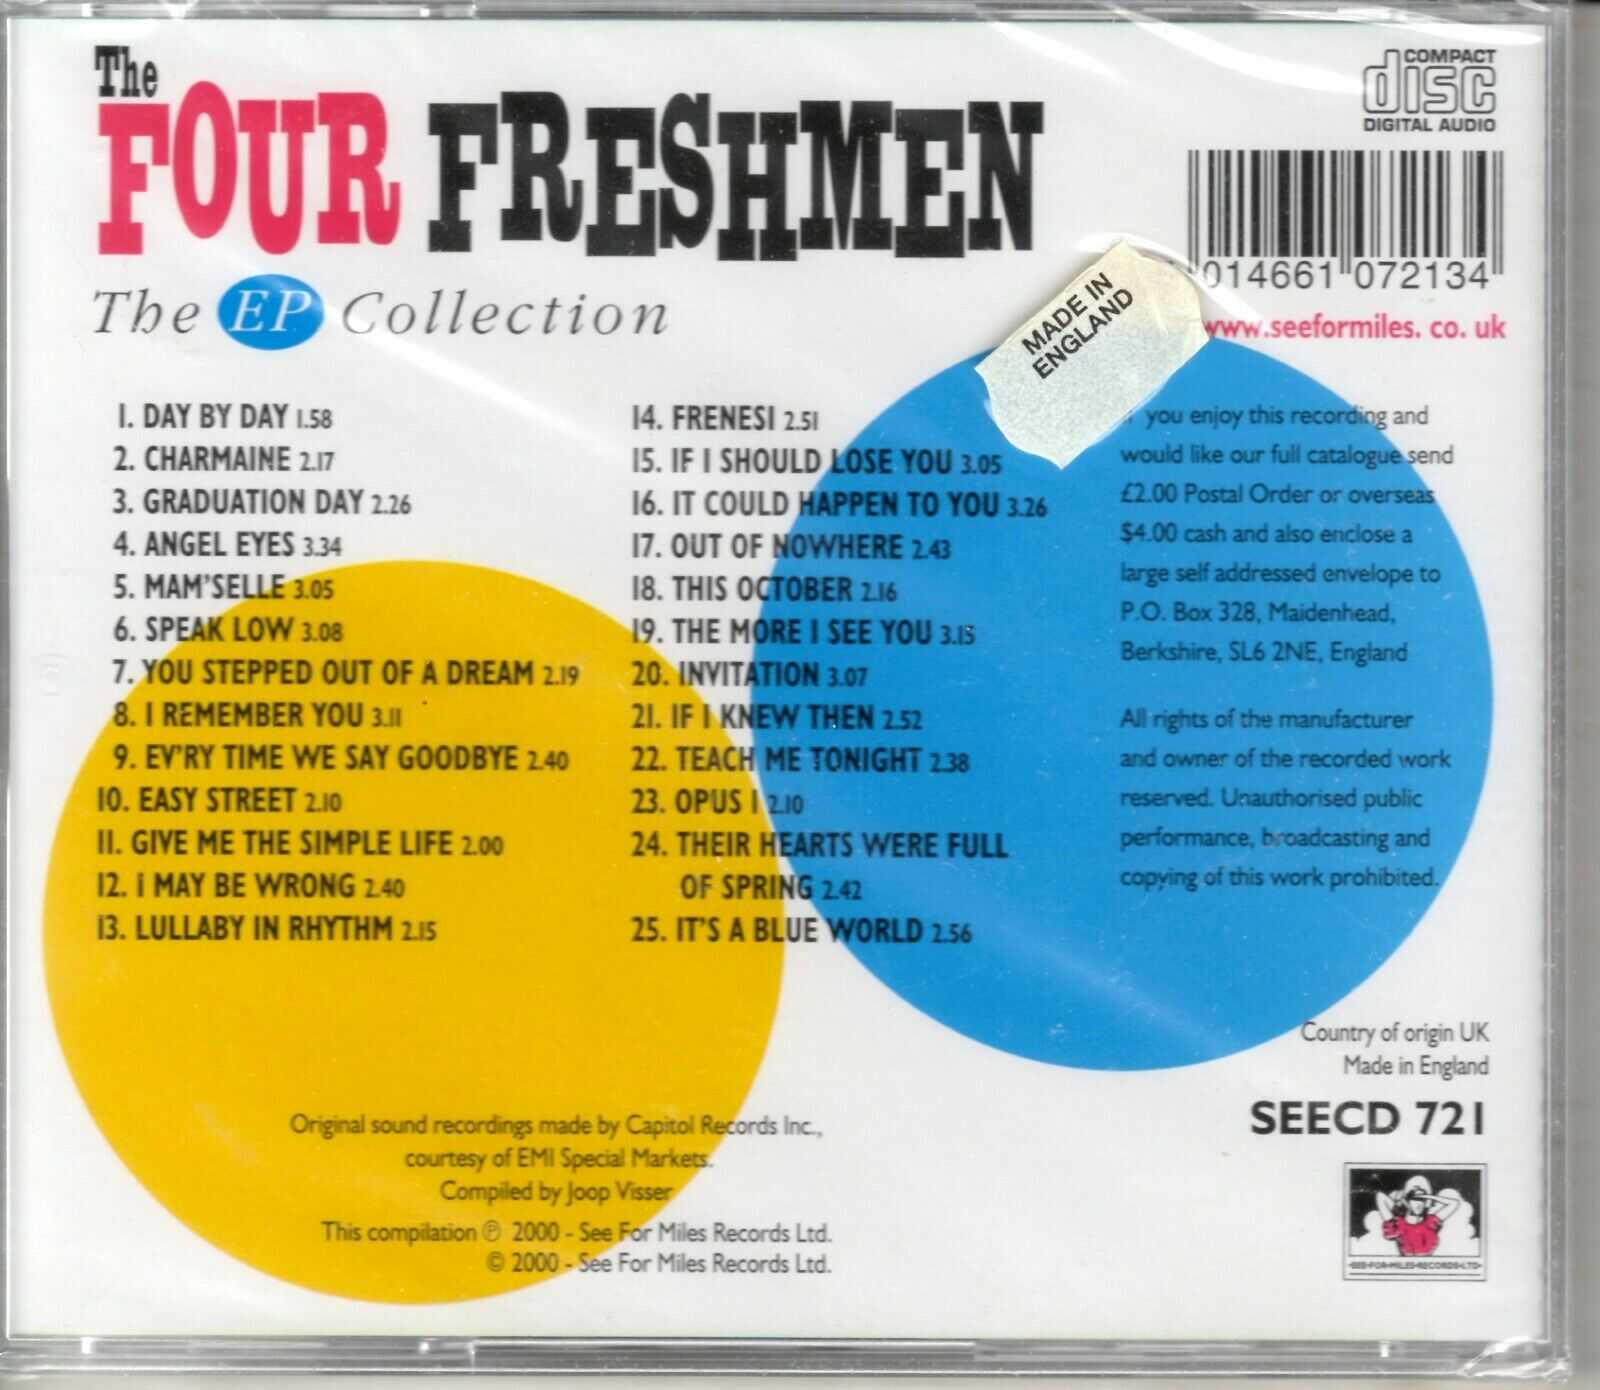 The
FOUR FRESHMEN
The EP Collection
COMPACT
disc
DIGITAL AUDIO
014661 072134
www.seeformiles. co. uk
MADE IN
ENGLAND
1. DAY BY DAY 1.58
2. CHARMAINE 2.17
3. GRADUATION DAY 2.26
4. ANGEL EYES 3.34
5. MAM'SELLE 3.05
6. SPEAK LOW 3.08
7. YOU STEPPED OUT OF A DREAM 2.19
8. I REMEMBER YOU 3.11
9. EV'RY TIME WE SAY GOODBYE 2.40
10. EASY STREET 2.10
11. GIVE ME THE SIMPLE LIFE 2.00
12. i MAY BE WRONG 2.40
13. LULLABY IN RHYTHM 2.15
14. FRENESI 2.51
15. IF I SHOULD LOSE YOU 3.05
16. IT COULD HAPPEN TO YOU 3.26
17. OUT OF NOWHERE 2.43
18. THIS OCTOBER 2.16
19. THE MORE I SEE YOU 3.15
20. INVITATION 3.07
21. IF I KNEW THEN 2.52
22. TEACH ME TONIGHT 2.38
23. OPUS 1 2.10
24. THEIR HEARTS WERE FULL
OF SPRING 2.42
25. IT'S A BLUE WORLD 2.56
you enjoy this recording and
would like our full catalogue send
£2.00 Postal Order or overseas
$4.00 cash and also enclose a
large self addressed envelope to
P.O. Box 328, Maidenhead,
Berkshire, SL6 2NE, England
All rights of the manufacturer
and owner of the recorded work
reserved. Unauthorised public
performance, broadcasting and
copying of this work prohibited.
Country of origin UK
Made in England
SEECD 721
Original sound recordings made by Capitol Records Inc.,
courtesy of EMI Special Markets.
Compiled by Joop Visser
This compilation ℗ 2000 - See For Miles Records Ltd.
© 2000 - See For Miles Records Ltd.
•SEE•FOR•MILES•RECORDS•LTD•